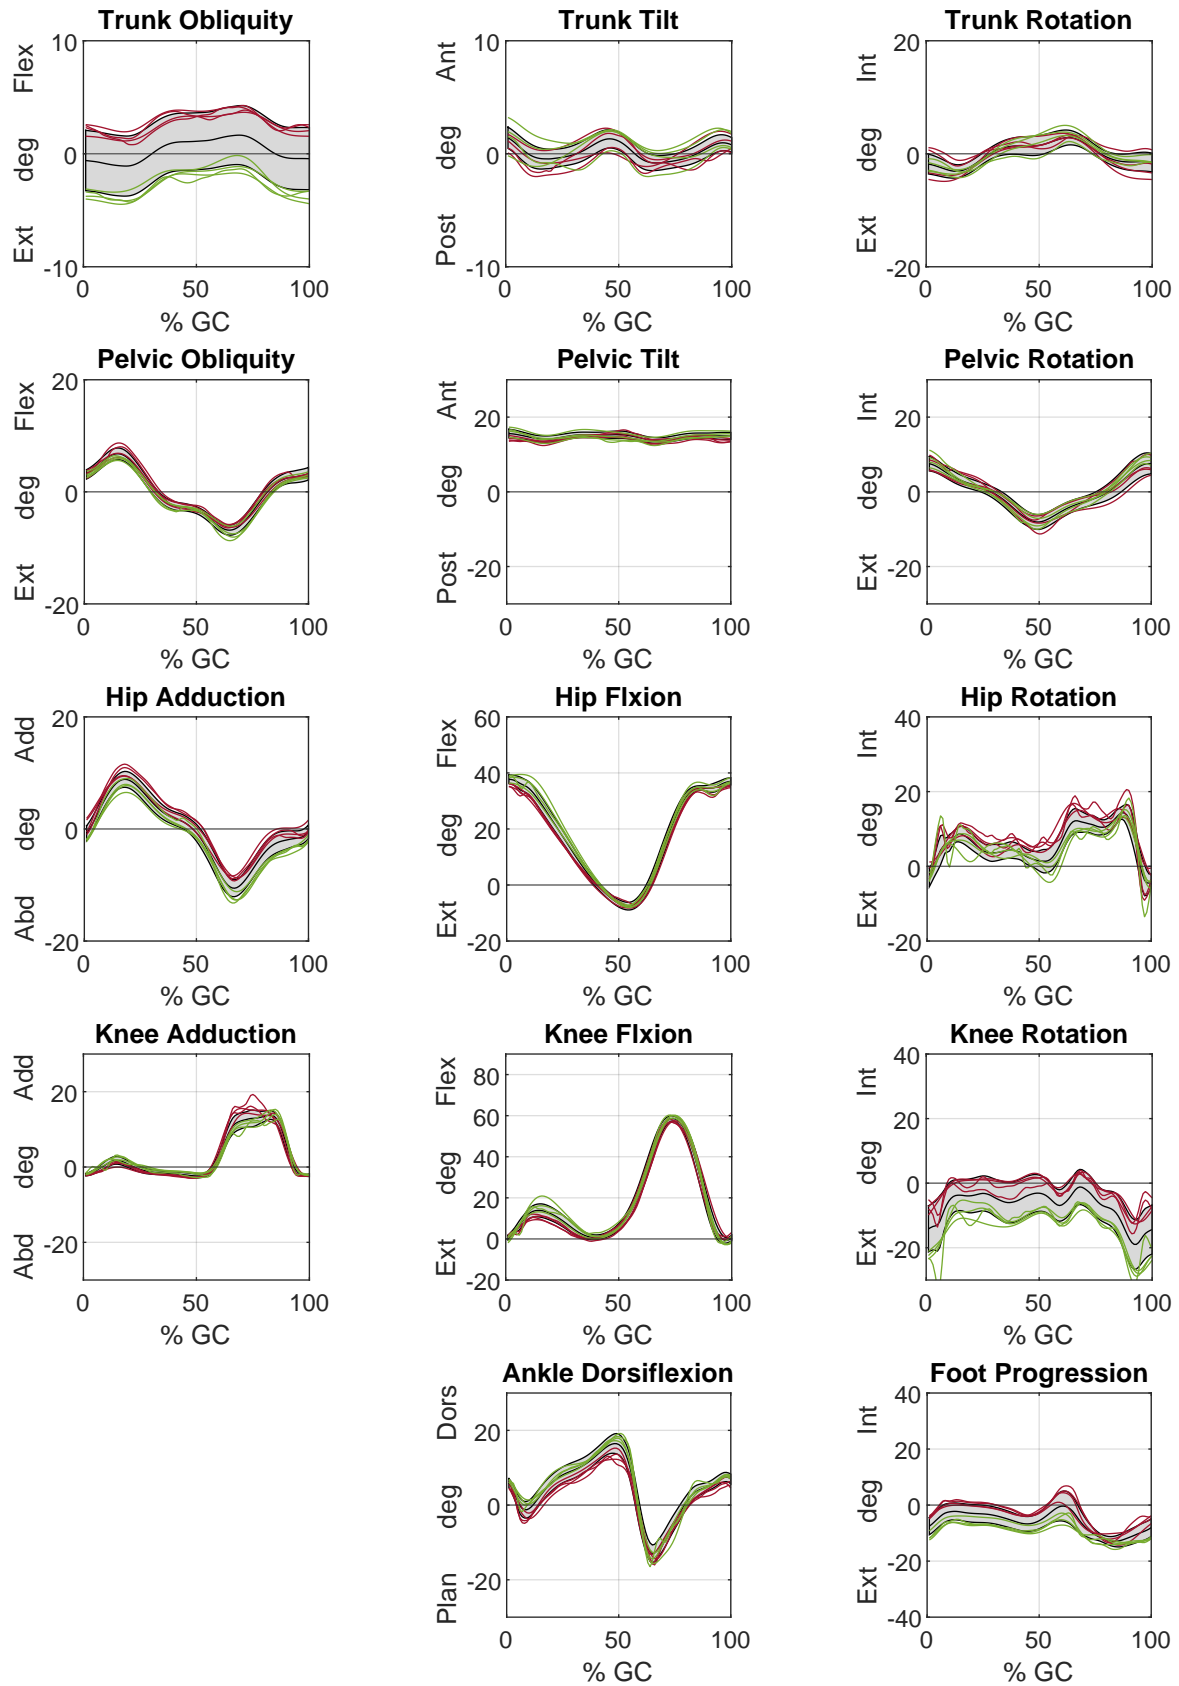 Trunk Obliquity
Flex
deg
Ext
10
0
-10
0 50 100
% GC
Trunk Tilt
Ant
deg
Post
10
0
-10
0 50 100
% GC
Trunk Rotation
Int
deg
Ext
20
0
-20
0 50 100
% GC
Pelvic Obliquity
Flex
deg
Ext
20
0
-20
0 50 100
% GC
Pelvic Tilt
Ant
deg
Post
20
0
-20
0 50 100
% GC
Pelvic Rotation
Int
deg
Ext
20
0
-20
0 50 100
% GC
Hip Adduction
Add
deg
Abd
20
0
-20
0 50 100
% GC
Hip Flxion
Flex
deg
Ext
60
40
20
0
-20
0 50 100
% GC
Hip Rotation
Int
deg
Ext
40
20
0
-20
0 50 100
% GC
Knee Adduction
Add
deg
Abd
20
0
-20
0 50 100
% GC
Knee Flxion
Flex
deg
Ext
80
60
40
20
0
-20
0 50 100
% GC
Knee Rotation
Int
deg
Ext
40
20
0
-20
0 50 100
% GC
Ankle Dorsiflexion
Dors
deg
Plan
20
0
-20
0 50 100
% GC
Foot Progression
Int
deg
Ext
40
20
0
-20
-40
0 50 100
% GC